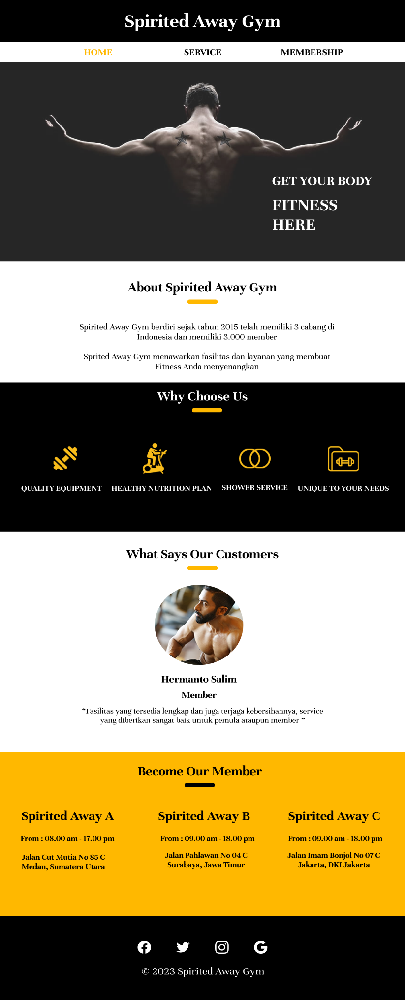 Spirited Away Gym
HOME SERVICE MEMBERSHIP
GET YOUR BODY
FITNESS
HERE
About Spirited Away Gym
Spirited Away Gym berdiri sejak tahun 2015 telah memiliki 3 cabang di
Indonesia dan memiliki 3.000 member
Sprited Away Gym menawarkan fasilitas dan layanan yang membuat
Fitness Anda menyenangkan
Why Choose Us
QUALITY EQUIPMENT
HEALTHY NUTRITION PLAN
SHOWER SERVICE
UNIQUE TO YOUR NEEDS
What Says Our Customers
Hermanto Salim
Member
“Fasilitas yang tersedia lengkap dan juga terjaga kebersihannya, service
yang diberikan sangat baik untuk pemula ataupun member ”
Become Our Member
Spirited Away A
From : 08.00 am - 17.00 pm
Jalan Cut Mutia No 85 C
Medan, Sumatera Utara
Spirited Away B
From : 09.00 am - 18.00 pm
Jalan Pahlawan No 04 C
Surabaya, Jawa Timur
Spirited Away C
From : 09.00 am - 18.00 pm
Jalan Imam Bonjol No 07 C
Jakarta, DKI Jakarta
© 2023 Spirited Away Gym